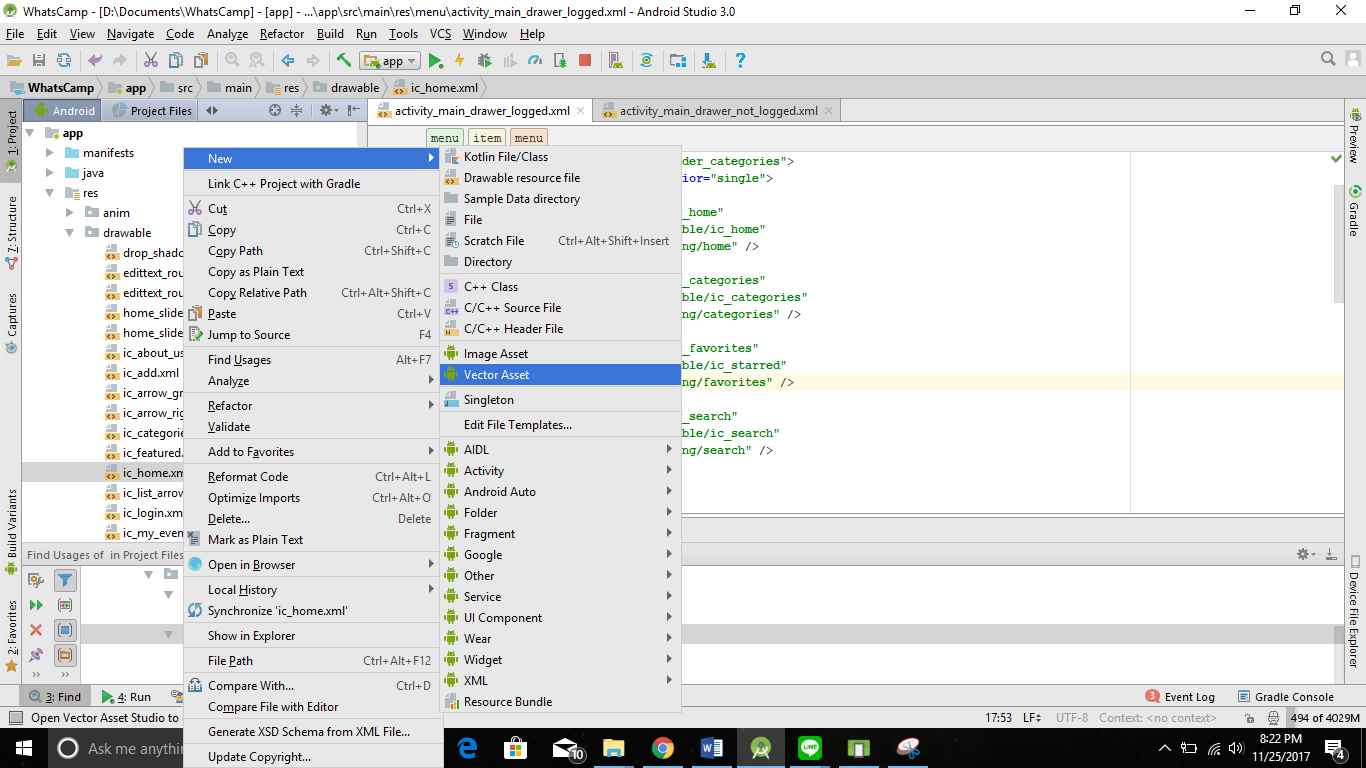 WhatsCamp - [D:\Documents\WhatsCamp] - [app] - ...\app\src\main\res\menu\activity_main_drawer_logged.xml - Android Studio 3.0
File Edit View Navigate Code Analyze Refactor Build Run Tools VCS Window Help
app
WhatsCamp app src main res drawable ic_home.xml
Android Project Files
activity_main_drawer_logged.xml activity_main_drawer_not_logged.xml
menu item menu
1: Project
7: Structure
Captures
Build Variants
2: Favorites
app
manifests
java
res
anim
drawable
drop_shado
edittext_rou
edittext_rou
home_slide
home_slide
ic_about_us
ic_add.xml
ic_arrow_gr
ic_arrow_rig
ic_categorie
ic_featured.
ic_home.xm
ic_list_arrow
ic_login.xm
ic_my_even
New
Link C++ Project with Gradle
Cut Ctrl+X
Copy Ctrl+C
Copy Path Ctrl+Shift+C
Copy as Plain Text
Copy Relative Path Ctrl+Alt+Shift+C
Paste Ctrl+V
Jump to Source F4
Find Usages Alt+F7
Analyze
Refactor
Validate
Add to Favorites
Reformat Code Ctrl+Alt+L
Optimize Imports Ctrl+Alt+O
Delete... Delete
Mark as Plain Text
Open in Browser
Local History
Synchronize 'ic_home.xml'
Show in Explorer
File Path Ctrl+Alt+F12
Compare With... Ctrl+D
Compare File with Editor
Generate XSD Schema from XML File...
Update Copyright...
Kotlin File/Class
Drawable resource file
Sample Data directory
File
Scratch File Ctrl+Alt+Shift+Insert
Directory
C++ Class
C/C++ Source File
C/C++ Header File
Image Asset
Vector Asset
Singleton
Edit File Templates...
AIDL
Activity
Android Auto
Folder
Fragment
Google
Other
Service
UI Component
Wear
Widget
XML
Resource Bundle
der_categories">
ior="single">
_home"
ble/ic_home"
ng/home" />
_categories"
ble/ic_categories"
ng/categories" />
_favorites"
ble/ic_starred"
ng/favorites" />
_search"
ble/ic_search"
ng/search" />
Preview
Gradle
Device File Explorer
Find Usages of in Project Files
3: Find 4: Run
3 Event Log Gradle Console
Open Vector Asset Studio to
17:53 LF÷ UTF-8 Context: <no context> 494 of 4029M
Ask me anythin
10
8:22 PM
11/25/2017
4
LINE